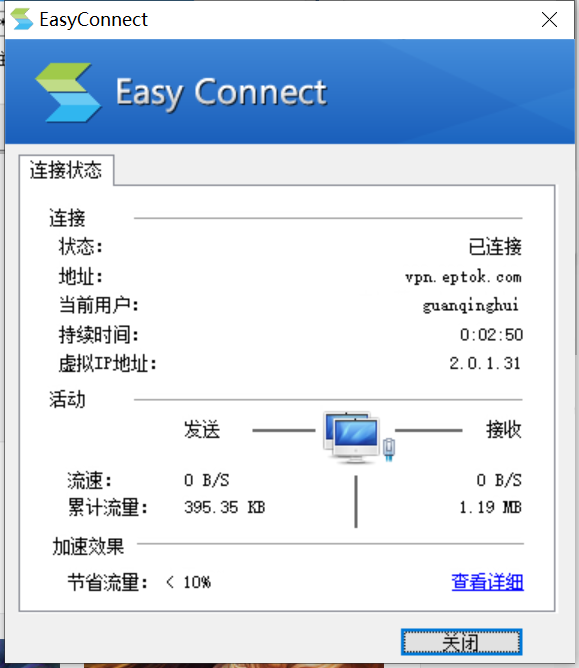 EasyConnect
Easy Connect
连接状态
连接
状态: 已连接
地址: vpn.eptok.com
当前用户: guanqinghui
持续时间: 0:02:50
虚拟IP地址: 2.0.1.31
活动
发送 接收
流速: 0 B/S 0 B/S
累计流量: 395.35 KB 1.19 MB
加速效果
节省流量: < 10% 查看详细
关闭